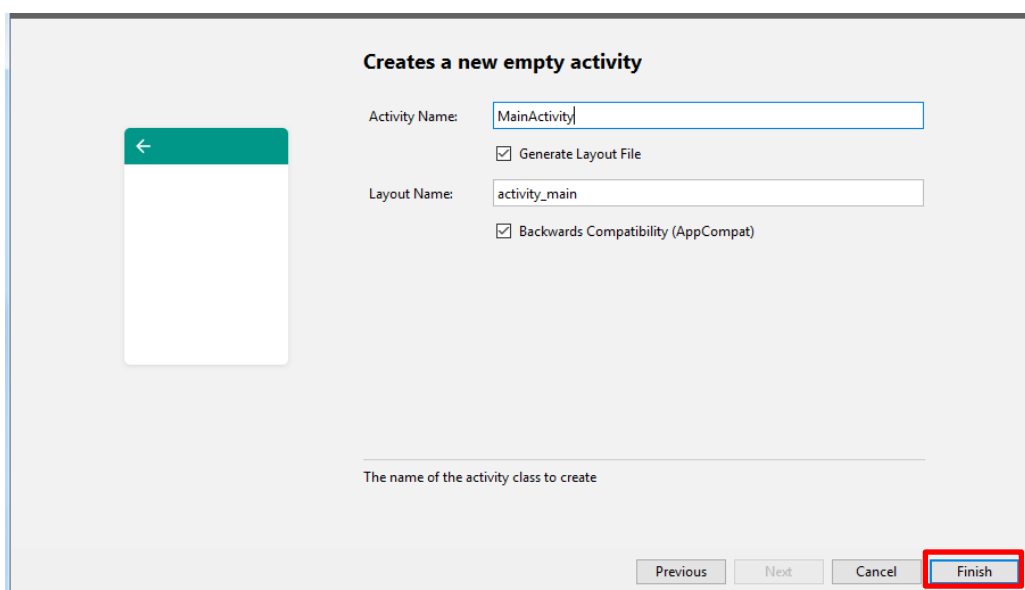 Creates a new empty activity
Activity Name: MainActivity
Generate Layout File
Layout Name: activity_main
Backwards Compatibility (AppCompat)
The name of the activity class to create
Previous Next Cancel Finish